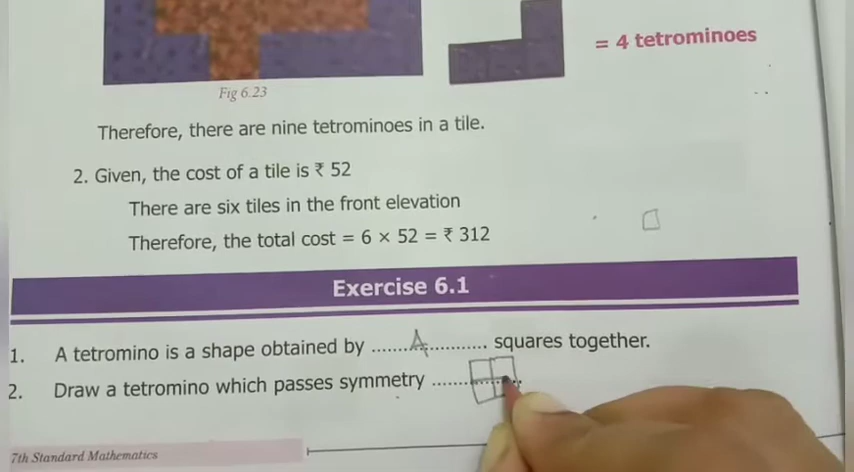 = 4 tetrominoes
Fig 6.23
Therefore, there are nine tetrominoes in a tile.
2. Given, the cost of a tile is ₹ 52
There are six tiles in the front elevation
Therefore, the total cost = 6 × 52 = ₹ 312
Exercise 6.1
1. A tetromino is a shape obtained by ......4........... squares together.
2. Draw a tetromino which passes symmetry ................
7th Standard Mathematics